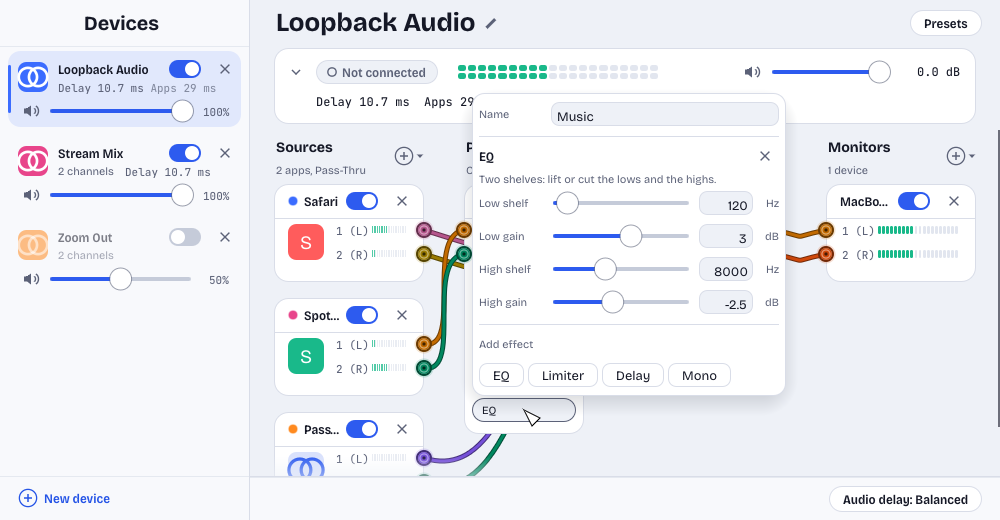 Devices
Loopback Audio
Delay 10.7 ms Apps 29 ms
100%
Stream Mix
2 channels Delay 10.7 ms
100%
Zoom Out
2 channels
50%
New device
Loopback Audio
Presets
Not connected
0.0 dB
Delay 10.7 ms Apps 29
Sources
2 apps, Pass-Thru
Safari
S
1 (L)
2 (R)
Spot...
S
1 (L)
2 (R)
Pass...
1 (L)
Name
Music
EQ
Two shelves: lift or cut the lows and the highs.
Low shelf 120 Hz
Low gain 3 dB
High shelf 8000 Hz
High gain -2.5 dB
Add effect
EQ Limiter Delay Mono
EQ
Monitors
1 device
MacBo...
1 (L)
2 (R)
Audio delay: Balanced